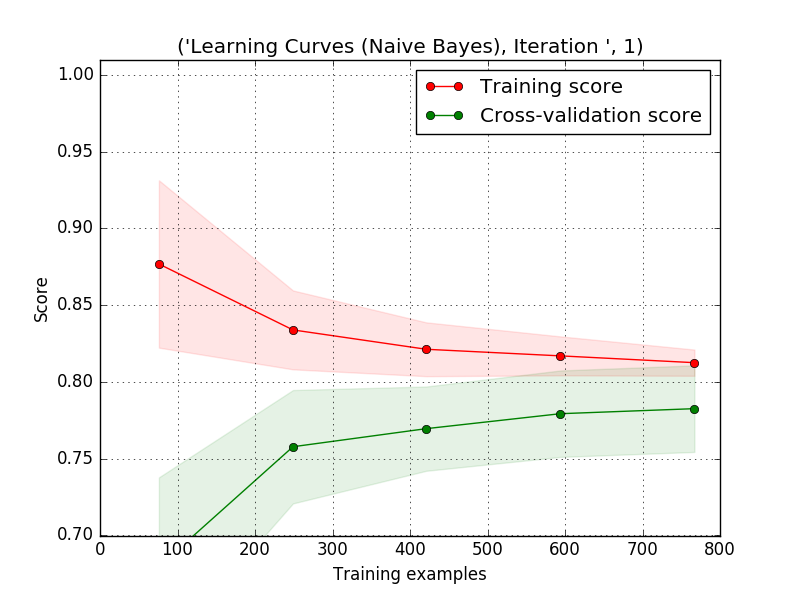 ('Learning Curves (Naive Bayes), Iteration ', 1)
Training score
Cross-validation score
1.00
0.95
0.90
0.85
0.80
0.75
0.70
Score
0 100 200 300 400 500 600 700 800
Training examples